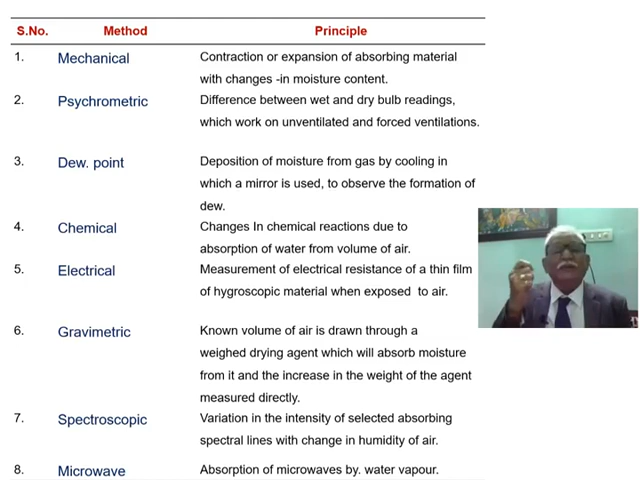 S.No. Method Principle
1. Mechanical Contraction or expansion of absorbing material
with changes -in moisture content.
2. Psychrometric Difference between wet and dry bulb readings,
which work on unventilated and forced ventilations.
3. Dew. point Deposition of moisture from gas by cooling in
which a mirror is used, to observe the formation of
dew.
4. Chemical Changes In chemical reactions due to
absorption of water from volume of air.
5. Electrical Measurement of electrical resistance of a thin film
of hygroscopic material when exposed to air.
6. Gravimetric Known volume of air is drawn through a
weighed drying agent which will absorb moisture
from it and the increase in the weight of the agent
measured directly.
7. Spectroscopic Variation in the intensity of selected absorbing
spectral lines with change in humidity of air.
8. Microwave Absorption of microwaves by. water vapour.